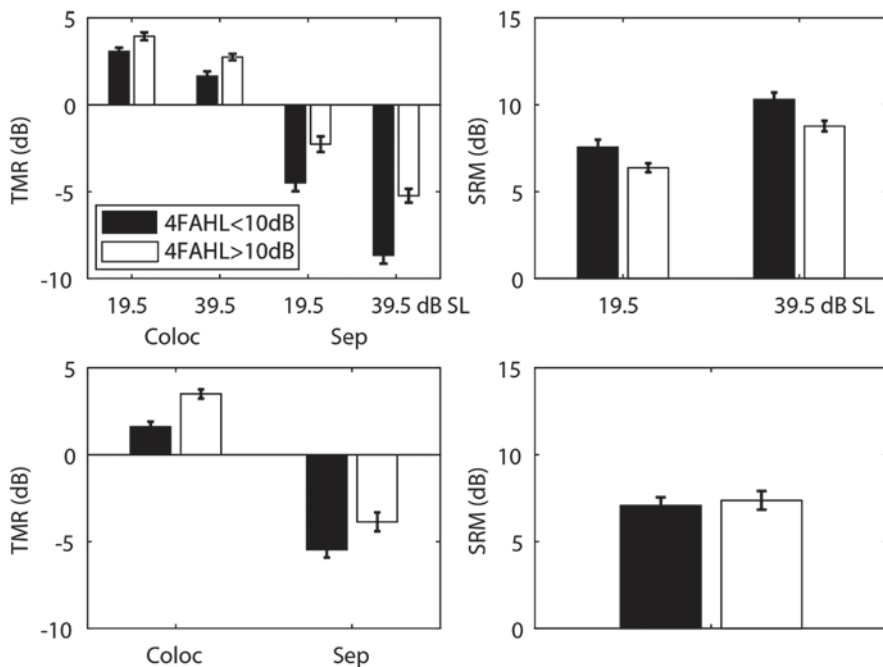 5
0
-5
-10
TMR (dB)
4FAHL<10dB
4FAHL>10dB
19.5 39.5 19.5 39.5 dB SL
Coloc Sep
15
10
5
0
SRM (dB)
19.5 39.5 dB SL
5
0
-5
-10
TMR (dB)
Coloc Sep
15
10
5
0
SRM (dB)